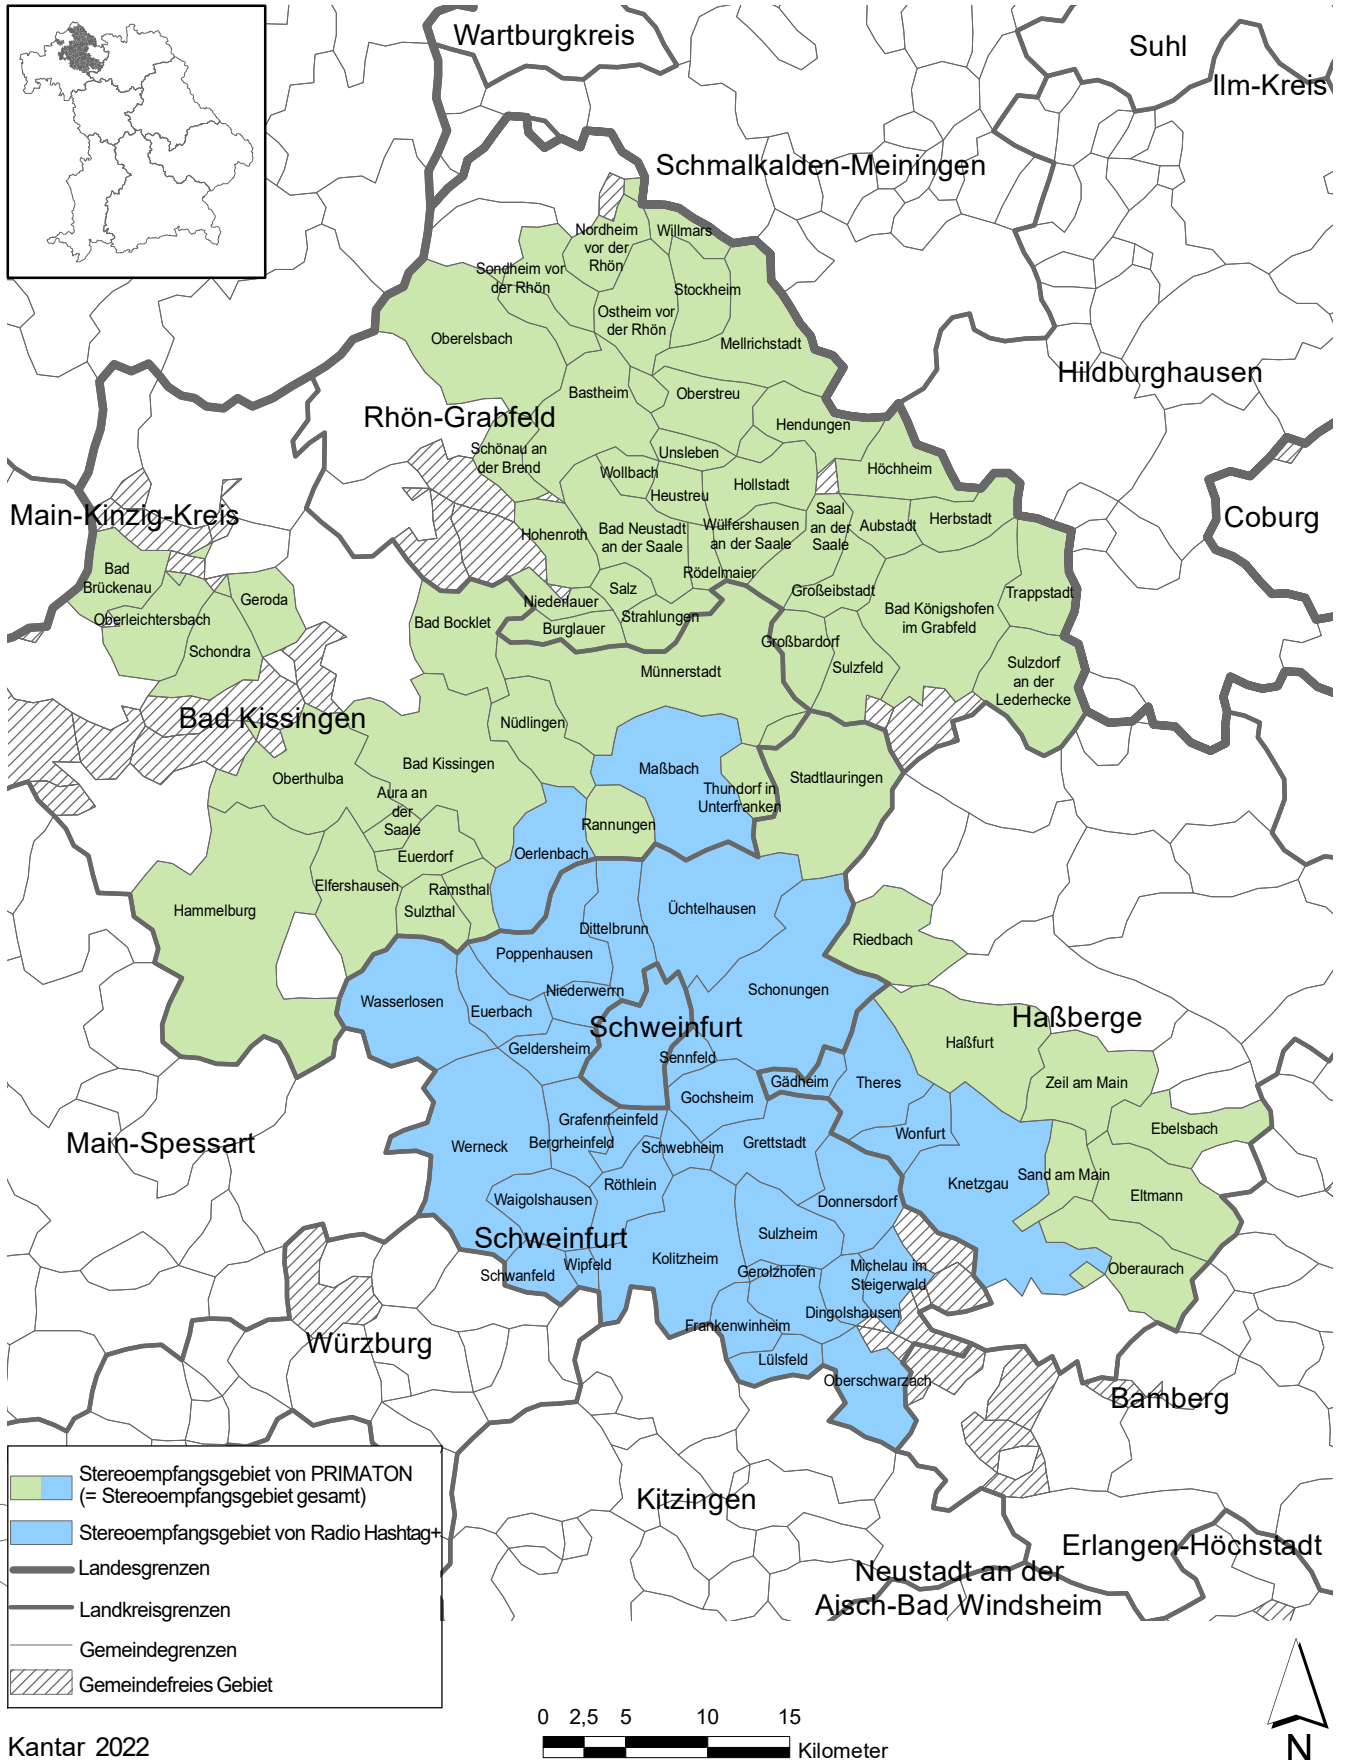 Wartburgkreis
Suhl
Ilm-Kreis
Schmalkalden-Meiningen
Nordheim
vor der
Rhön
Willmars
Sondheim vor
der Rhön
Stockheim
Ostheim vor
der Rhön
Oberelsbach
Mellrichstadt
Hildburghausen
Bastheim
Oberstreu
Rhön-Grabfeld
Hendungen
Schönau an
der Brend
Unsleben
Höchheim
Wollbach
Heustreu
Hollstadt
Main-Kinzig-Kreis
Coburg
Hohenroth
Bad Neustadt
an der Saale
Wülfershausen
an der Saale
Saal
an der
Saale
Aubstadt
Herbstadt
Bad
Brückenau
Rödelmaier
Geroda
Salz
Großeibstadt
Trappstadt
Niederlauer
Oberleichtersbach
Bad Bocklet
Burglauer
Strahlungen
Bad Königshofen
im Grabfeld
Schondra
Großbardorf
Münnerstadt
Sulzfeld
Sulzdorf
an der
Lederhecke
Bad Kissingen
Nüdlingen
Bad Kissingen
Maßbach
Oberthulba
Stadtlauringen
Aura an
der
Saale
Thundorf in
Unterfranken
Rannungen
Euerdorf
Oerlenbach
Elfershausen
Ramsthal
Hammelburg
Sulzthal
Üchtelhausen
Dittelbrunn
Riedbach
Poppenhausen
Wasserlosen
Niederwerrn
Schonungen
Euerbach
Schweinfurt
Haßberge
Geldersheim
Sennfeld
Haßfurt
Gädheim
Theres
Zeil am Main
Gochsheim
Grafenrheinfeld
Main-Spessart
Werneck
Bergrheinfeld
Schwebheim
Grettstadt
Wonfurt
Ebelsbach
Röthlein
Knetzgau
Sand am Main
Eltmann
Waigolshausen
Donnersdorf
Schweinfurt
Sulzheim
Kolitzheim
Wipfeld
Schwanfeld
Gerolzhofen
Michelau im
Steigerwald
Oberaurach
Dingolshausen
Frankenwinheim
Würzburg
Lülsfeld
Oberschwarzach
Bamberg
Kitzingen
Erlangen-Höchstadt
Neustadt an der
Aisch-Bad Windsheim
Stereoempfangsgebiet von PRIMATON
(= Stereoempfangsgebiet gesamt)
Stereoempfangsgebiet von Radio Hashtag+
Landesgrenzen
Landkreisgrenzen
Gemeindegrenzen
Gemeindefreies Gebiet
0 2,5 5 10 15
Kilometer
N
Kantar 2022